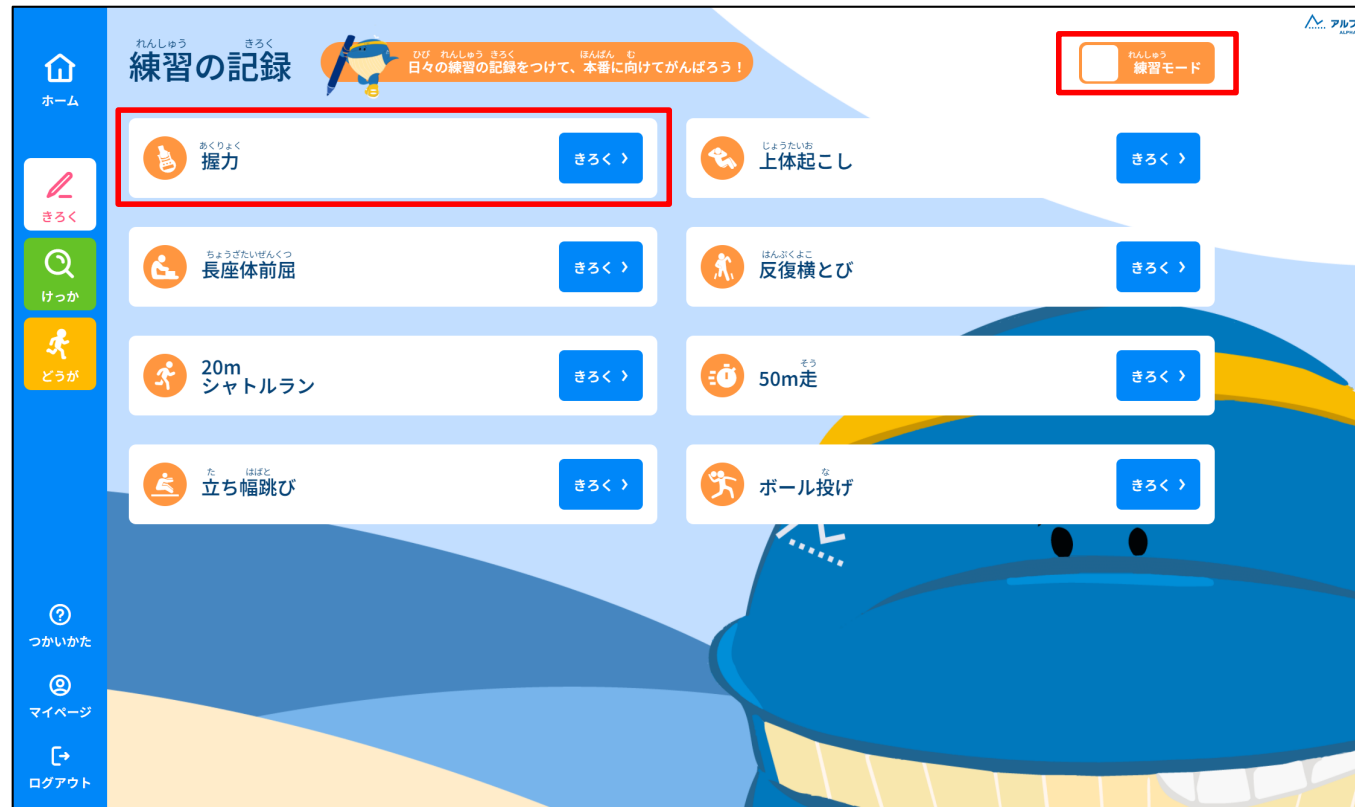 ホーム
きろく
けっか
どうが
つかいかた
マイページ
ログアウト
れんしゅう きろく
練習の記録
ひび れんしゅう きろく ほんばん む
日々の練習の記録をつけて、本番に向けてがんばろう！
れんしゅう
練習モード
あくりょく
握力
きろく
じょうたいお
上体起こし
きろく
ちょうざたいぜんくつ
長座体前屈
きろく
はんぷくよこ
反復横とび
きろく
20m
シャトルラン
きろく
そう
50m走
きろく
た はばと
立ち幅跳び
きろく
な
ボール投げ
きろく